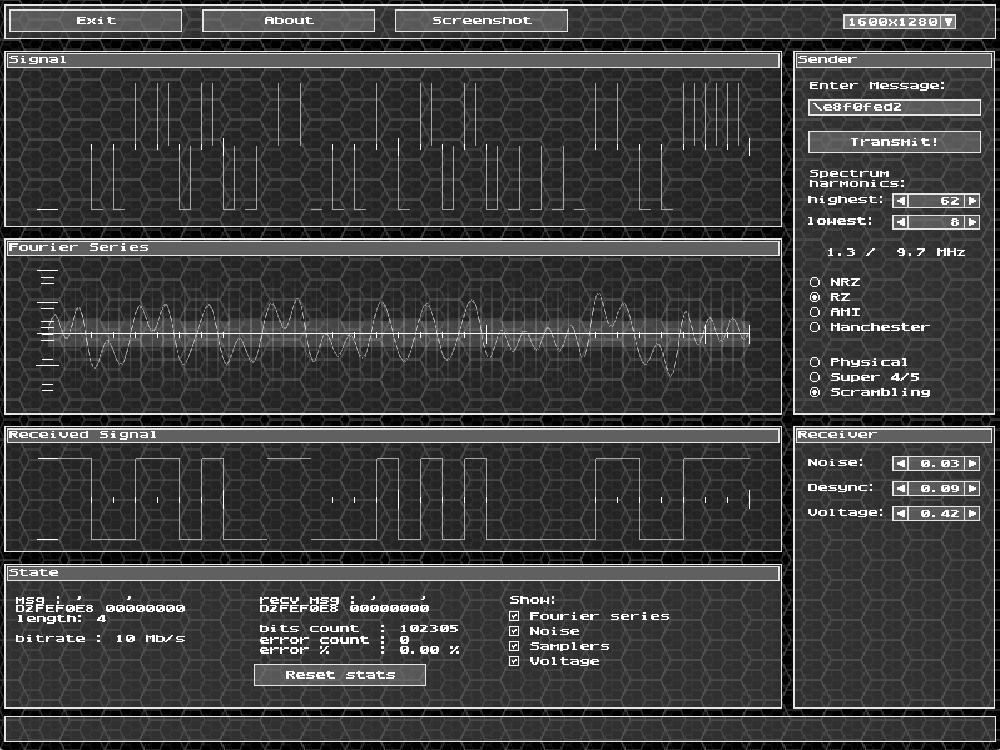 Exit About Screenshot 1600x1280
Signal
Fourier Series
Received Signal
State
msg : ' '
D2FEF0E8 00000000
length: 4
bitrate : 10 Mb/s
recv msg : ' '
D2FEF0E8 00000000
bits count : 102305
error count : 0
error % : 0.00 %
Reset stats
Show:
Fourier series
Noise
Samplers
Voltage
Sender
Enter Message:
\e8f0fed2
Transmit!
Spectrum
harmonics:
highest: 62
lowest: 8
1.3 / 9.7 MHz
NRZ
RZ
AMI
Manchester
Physical
Super 4/5
Scrambling
Receiver
Noise: 0.03
Desync: 0.09
Voltage: 0.42